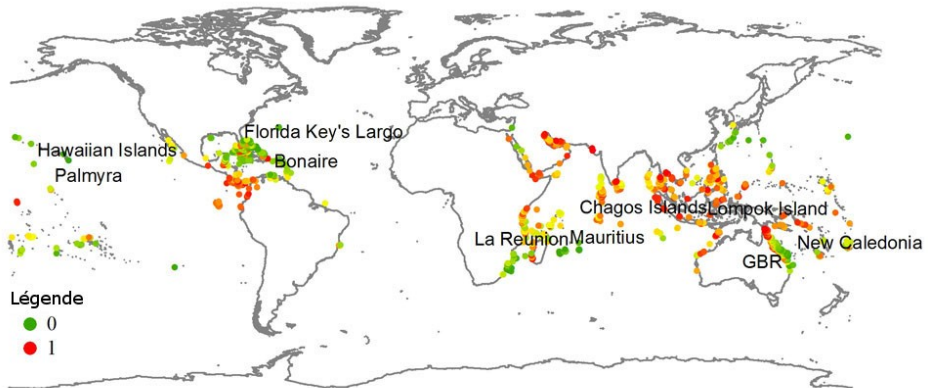 Florida Key's Largo
Hawaiian Islands
Bonaire
Palmyra
Chagos Islands
Lompok Island
La Reunion
Mauritius
New Caledonia
GBR
Légende
0
1